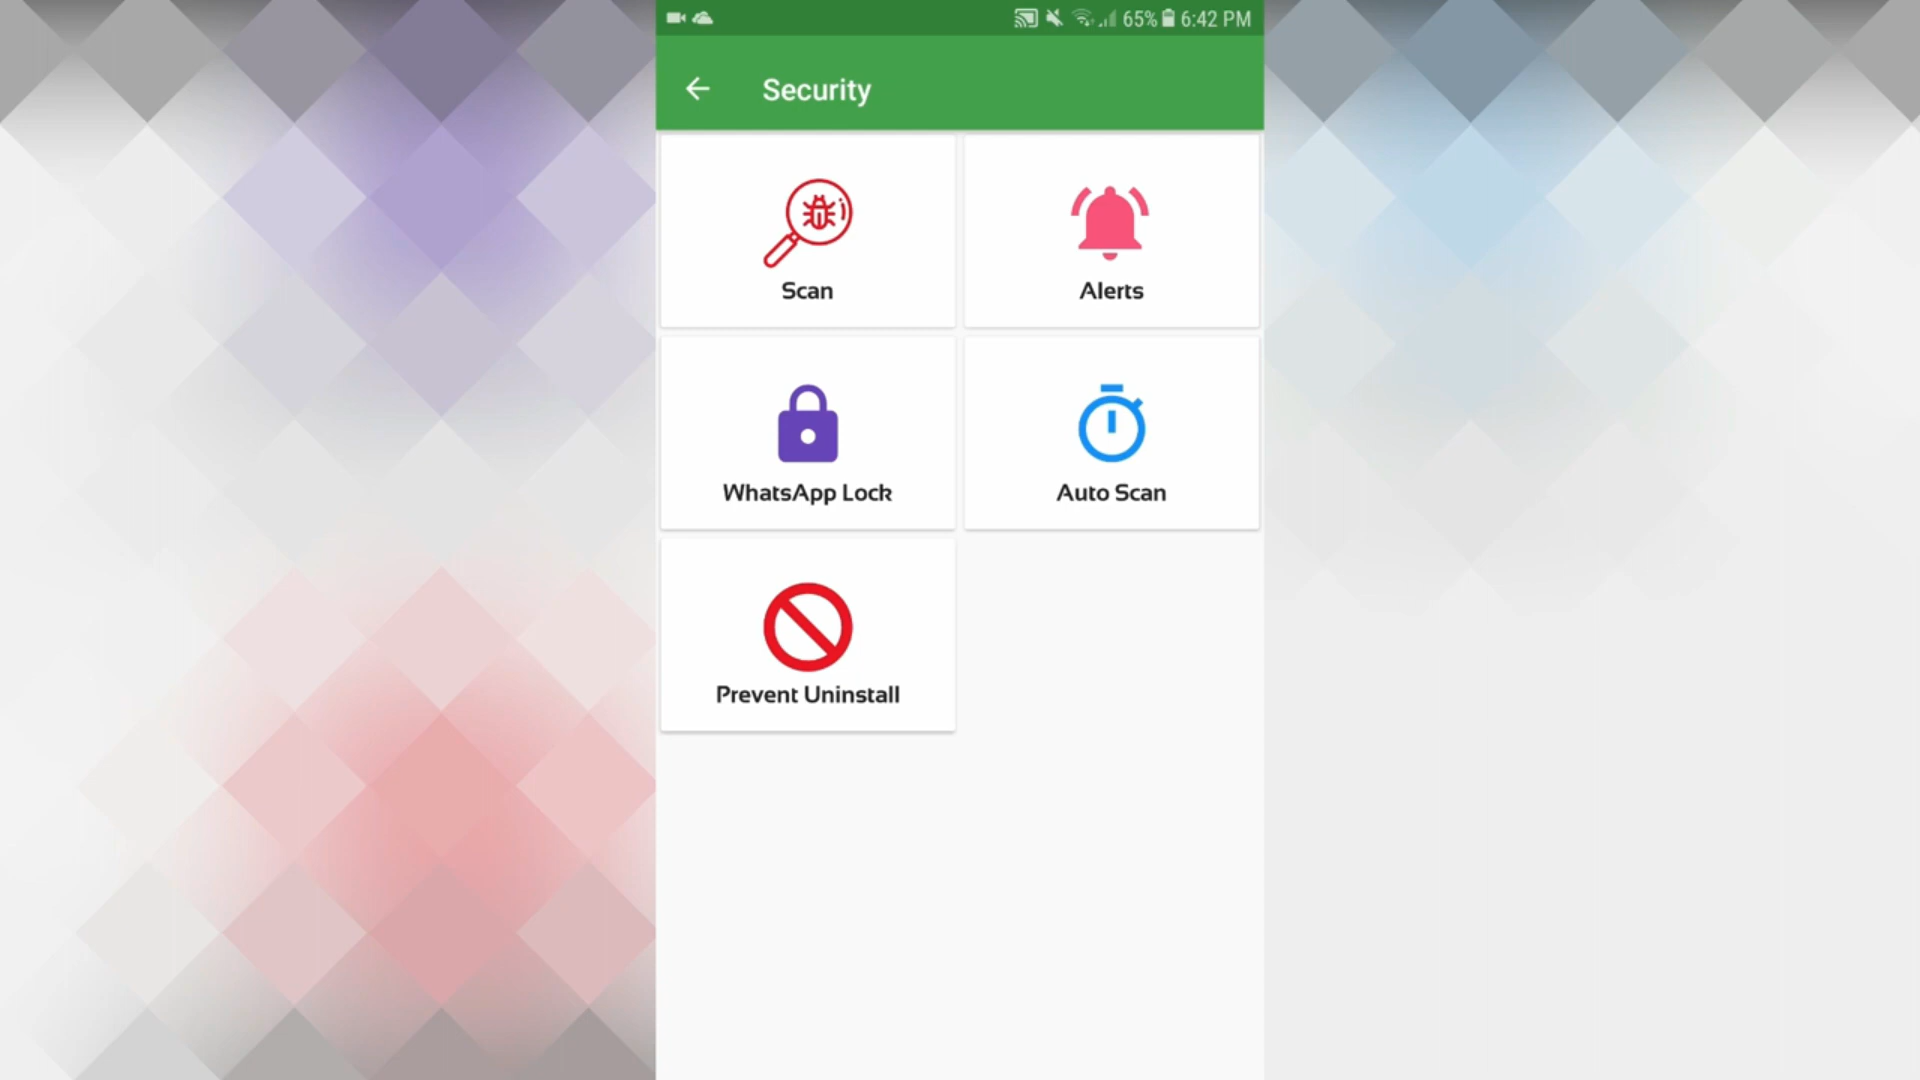 65% 6:42 PM
Security
Scan
Alerts
WhatsApp Lock
Auto Scan
Prevent Uninstall